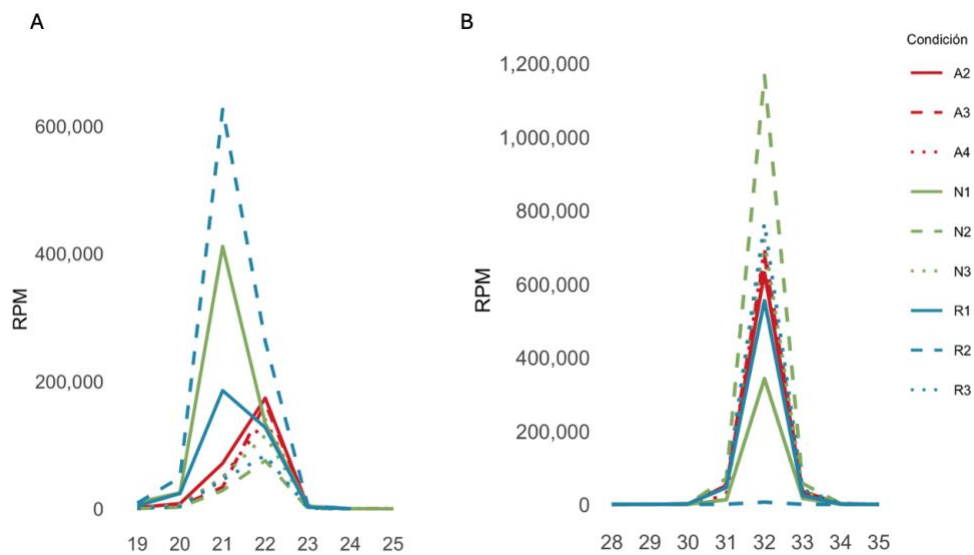 A
RPM
600,000
400,000
200,000
0
19 20 21 22 23 24 25
B
RPM
1,200,000
1,000,000
800,000
600,000
400,000
200,000
0
28 29 30 31 32 33 34 35
Condición
A2
A3
A4
N1
N2
N3
R1
R2
R3